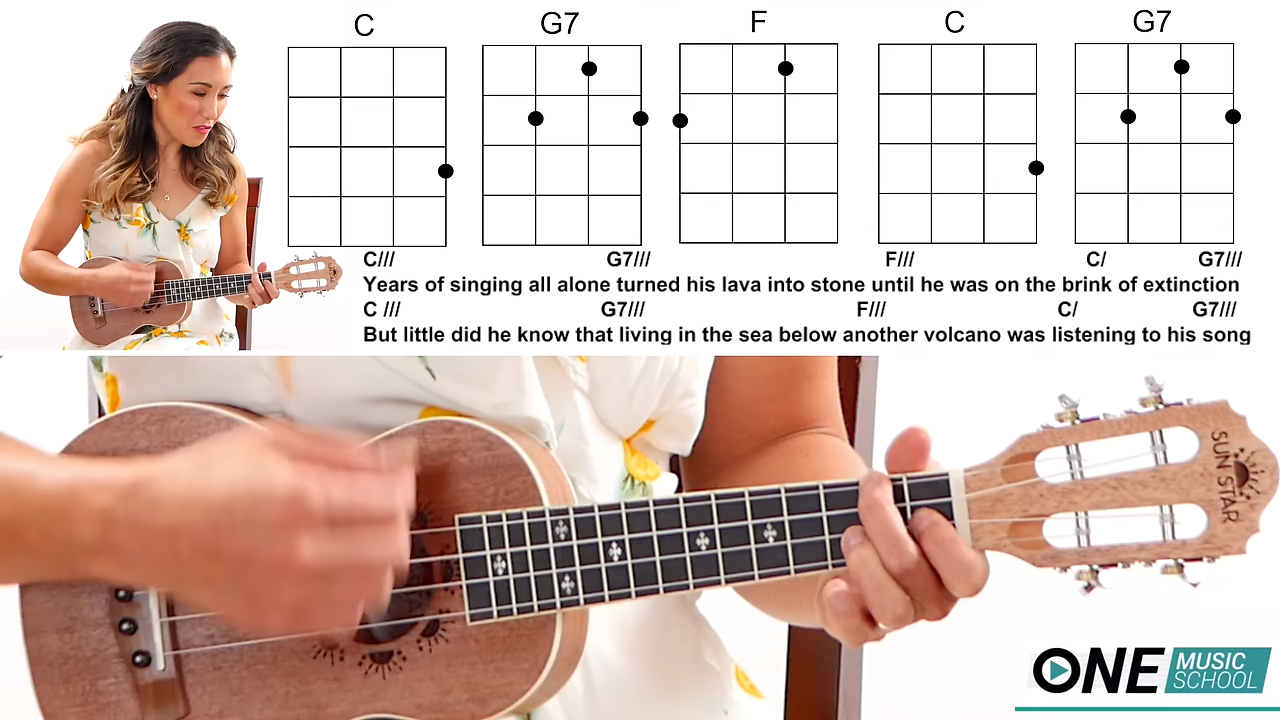 C G7 F C G7
C/// G7/// F/// C/ G7///
Years of singing all alone turned his lava into stone until he was on the brink of extinction
C /// G7/// F/// C/ G7///
But little did he know that living in the sea below another volcano was listening to his song
SUN STAR
ONE MUSIC
SCHOOL